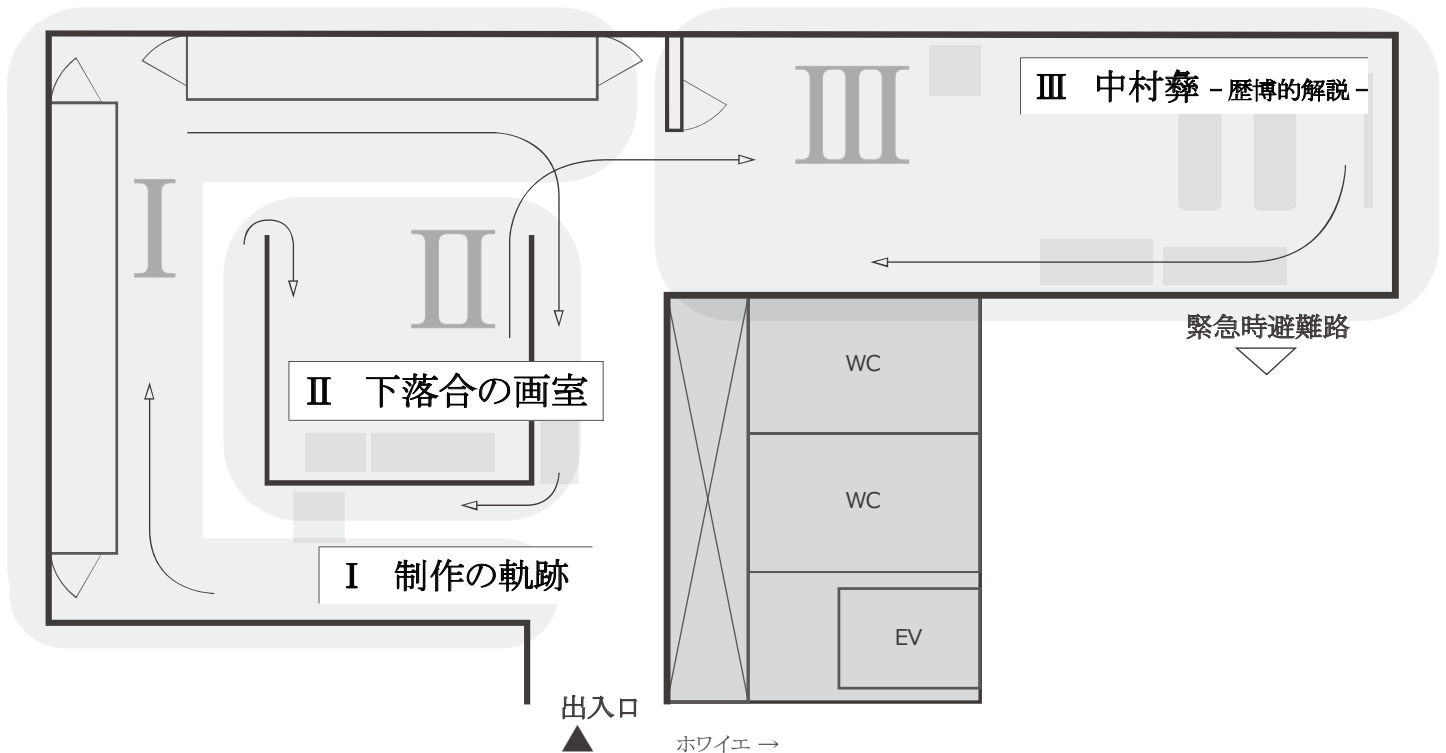 Ⅰ
Ⅱ
Ⅲ
Ⅲ 中村彝 – 歴博的解説 –
緊急時避難路
Ⅱ 下落合の画室
WC
WC
Ⅰ 制作の軌跡
EV
出入口
ホワイエ →